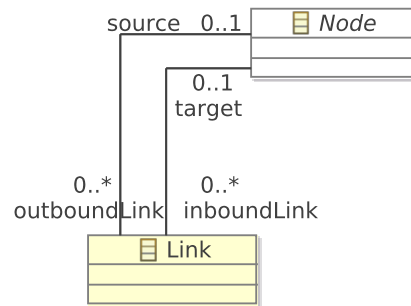 source 0..1 Node
0..1
target
0..* 0..*
outboundLink inboundLink
Link